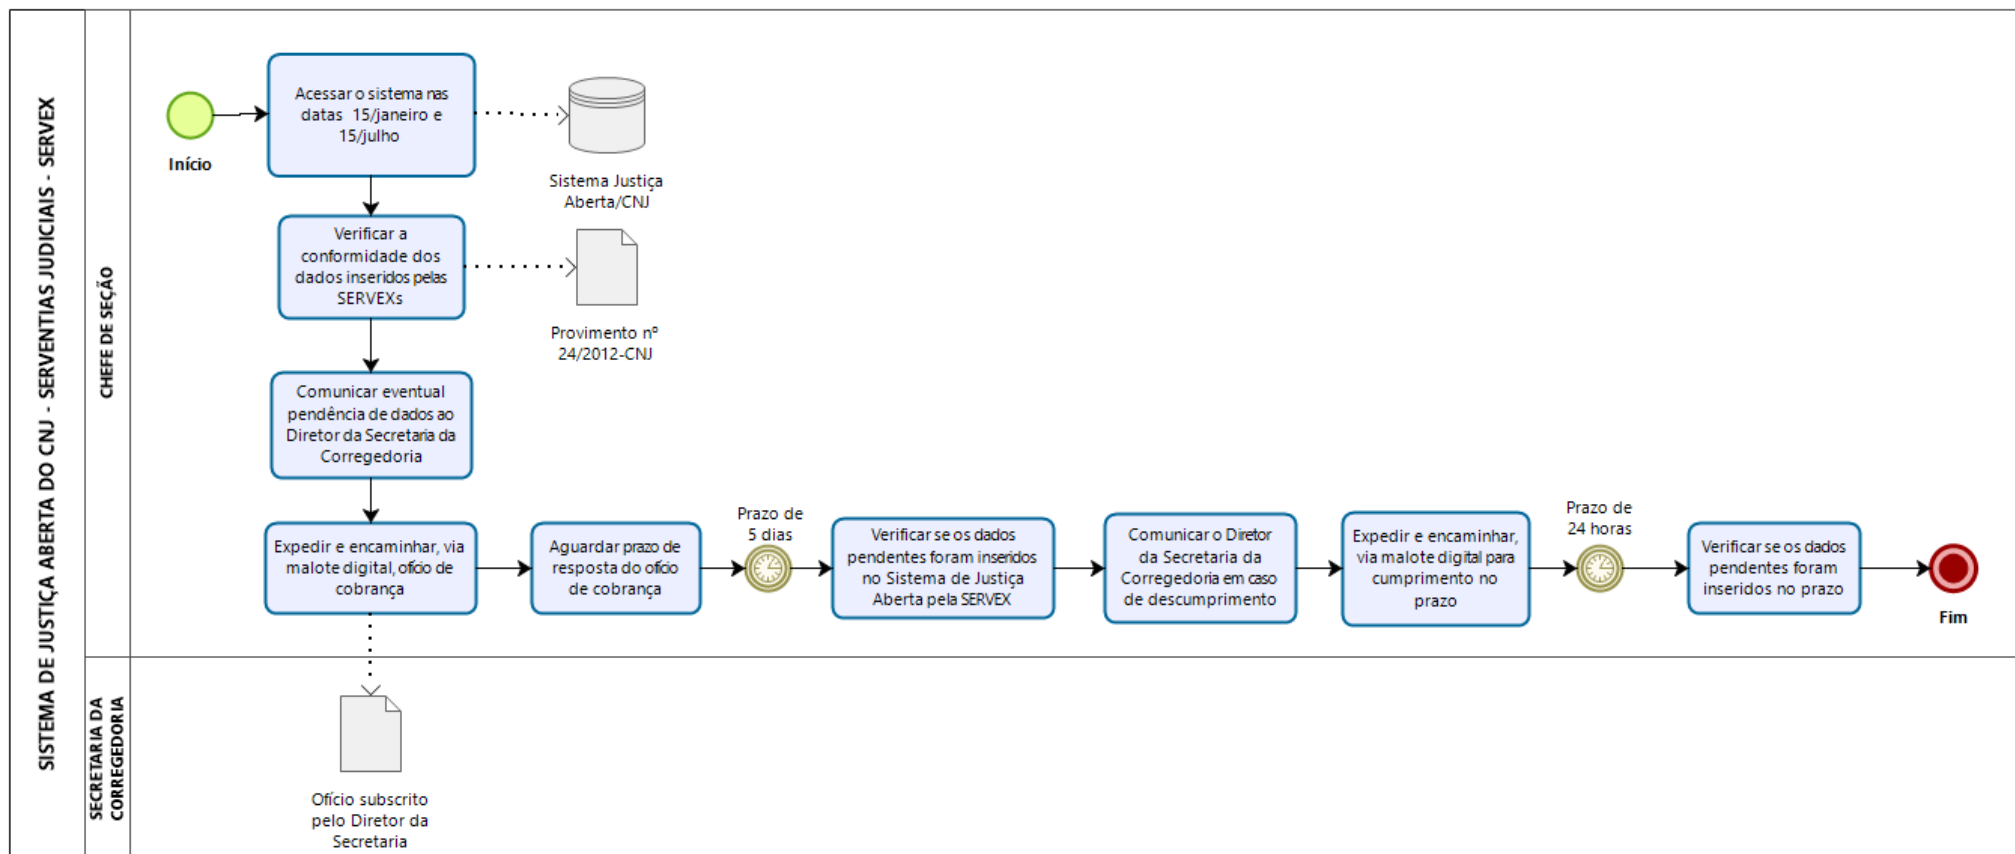 SISTEMA DE JUSTIÇA ABERTA DO CNJ - SERVENTIAS JUDICIAIS - SERVEX
CHEFE DE SEÇÃO
Início
Acessar o sistema nas
datas 15/janeiro e
15/julho
Sistema Justiça
Aberta/CNJ
Verificar a
conformidade dos
dados inseridos pelas
SERVEXs
Provimento nº
24/2012-CNJ
Comunicar eventual
pendência de dados ao
Diretor da Secretaria da
Corregedoria
Expedir e encaminhar, via
malote digital, ofício de
cobrança
Aguardar prazo de
resposta do ofício
de cobrança
Prazo de
5 dias
Verificar se os dados
pendentes foram inseridos
no Sistema de Justiça
Aberta pela SERVEX
Comunicar o Diretor
da Secretaria da
Corregedoria em caso
de descumprimento
Expedir e encaminhar,
via malote digital para
cumprimento no
prazo
Prazo de
24 horas
Verificar se os dados
pendentes foram
inseridos no prazo
Fim
SECRETARIA DA
CORREGEDORIA
Ofício subscrito
pelo Diretor da
Secretaria